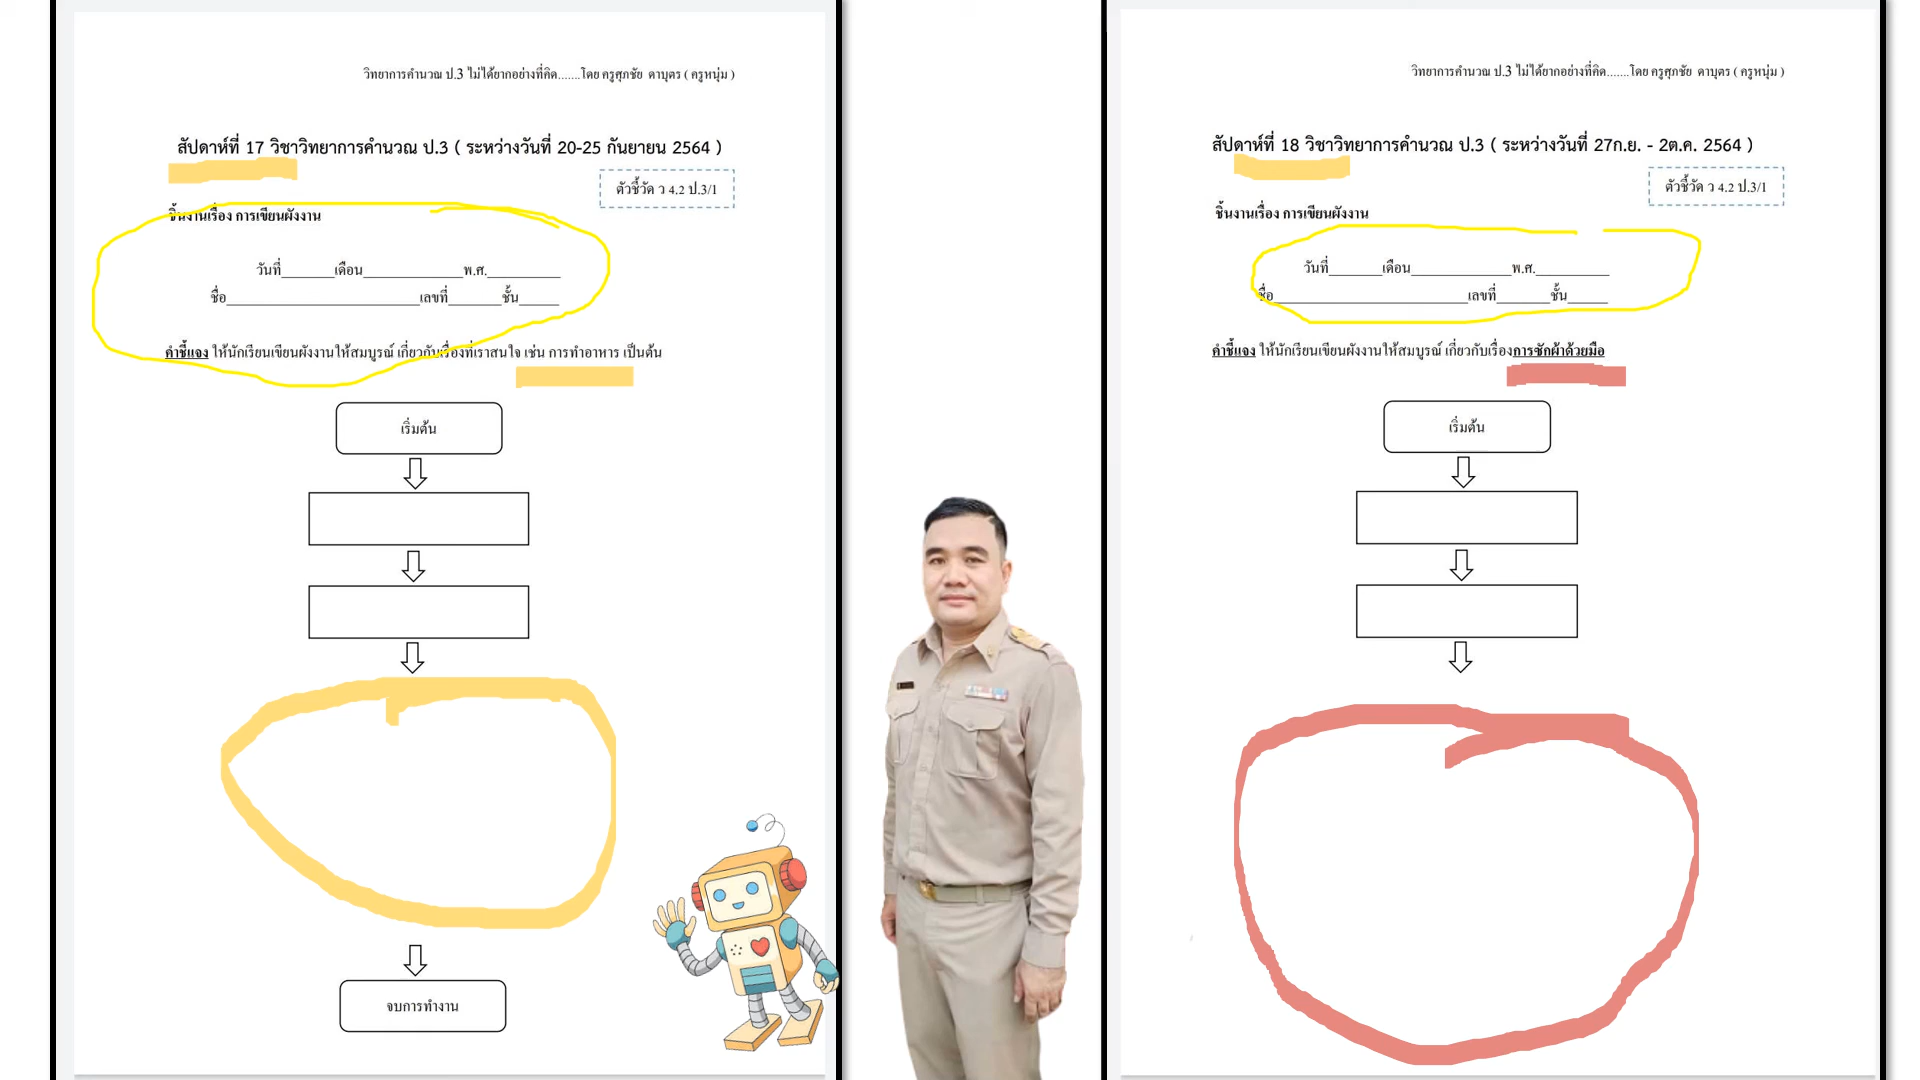 วิทยาการคำนวณ ป.3 ไม่ได้ยากอย่างที่คิด.......โดย ครูศุภชัย ดาบุตร ( ครูหนุ่ม )
สัปดาห์ที่ 17 วิชาวิทยาการคำนวณ ป.3 ( ระหว่างวันที่ 20-25 กันยายน 2564 )
ตัวชี้วัด ว 4.2 ป.3/1
ชิ้นงานเรื่อง การเขียนผังงาน
วันที่_______เดือน_____________พ.ศ.__________
ชื่อ__________________________เลขที่_______ชั้น_____
คำชี้แจง ให้นักเรียนเขียนผังงานให้สมบูรณ์ เกี่ยวกับเรื่องที่เราสนใจ เช่น การทำอาหาร เป็นต้น
เริ่มต้น
จบการทำงาน
วิทยาการคำนวณ ป.3 ไม่ได้ยากอย่างที่คิด.......โดย ครูศุภชัย ดาบุตร ( ครูหนุ่ม )
สัปดาห์ที่ 18 วิชาวิทยาการคำนวณ ป.3 ( ระหว่างวันที่ 27ก.ย. - 2ต.ค. 2564 )
ตัวชี้วัด ว 4.2 ป.3/1
ชิ้นงานเรื่อง การเขียนผังงาน
วันที่_______เดือน_____________พ.ศ.__________
ชื่อ__________________________เลขที่_______ชั้น_____
คำชี้แจง ให้นักเรียนเขียนผังงานให้สมบูรณ์ เกี่ยวกับเรื่องการซักผ้าด้วยมือ
เริ่มต้น